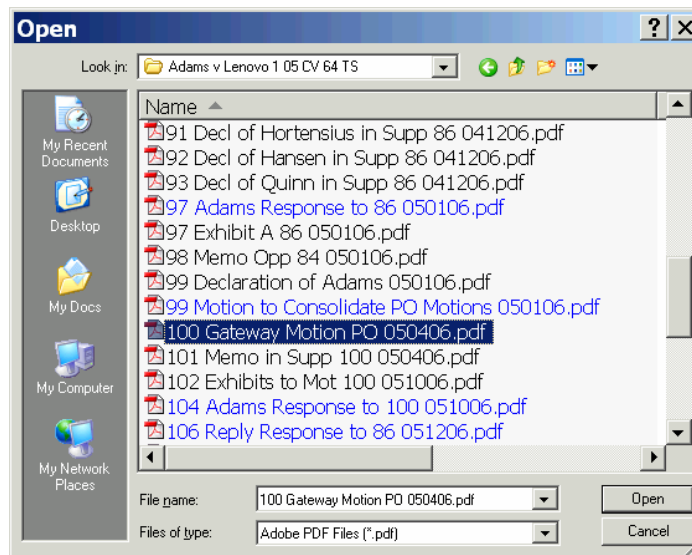 Open
Look in: Adams v Lenovo 1 05 CV 64 TS
Name
91 Decl of Hortensius in Supp 86 041206.pdf
92 Decl of Hansen in Supp 86 041206.pdf
93 Decl of Quinn in Supp 86 041206.pdf
97 Adams Response to 86 050106.pdf
97 Exhibit A 86 050106.pdf
98 Memo Opp 84 050106.pdf
99 Declaration of Adams 050106.pdf
99 Motion to Consolidate PO Motions 050106.pdf
100 Gateway Motion PO 050406.pdf
101 Memo in Supp 100 050406.pdf
102 Exhibits to Mot 100 051006.pdf
104 Adams Response to 100 051006.pdf
106 Reply Response to 86 051206.pdf
My Recent
Documents
Desktop
My Docs
My Computer
My Network
Places
File name: 100 Gateway Motion PO 050406.pdf Open
Files of type: Adobe PDF Files (*.pdf) Cancel